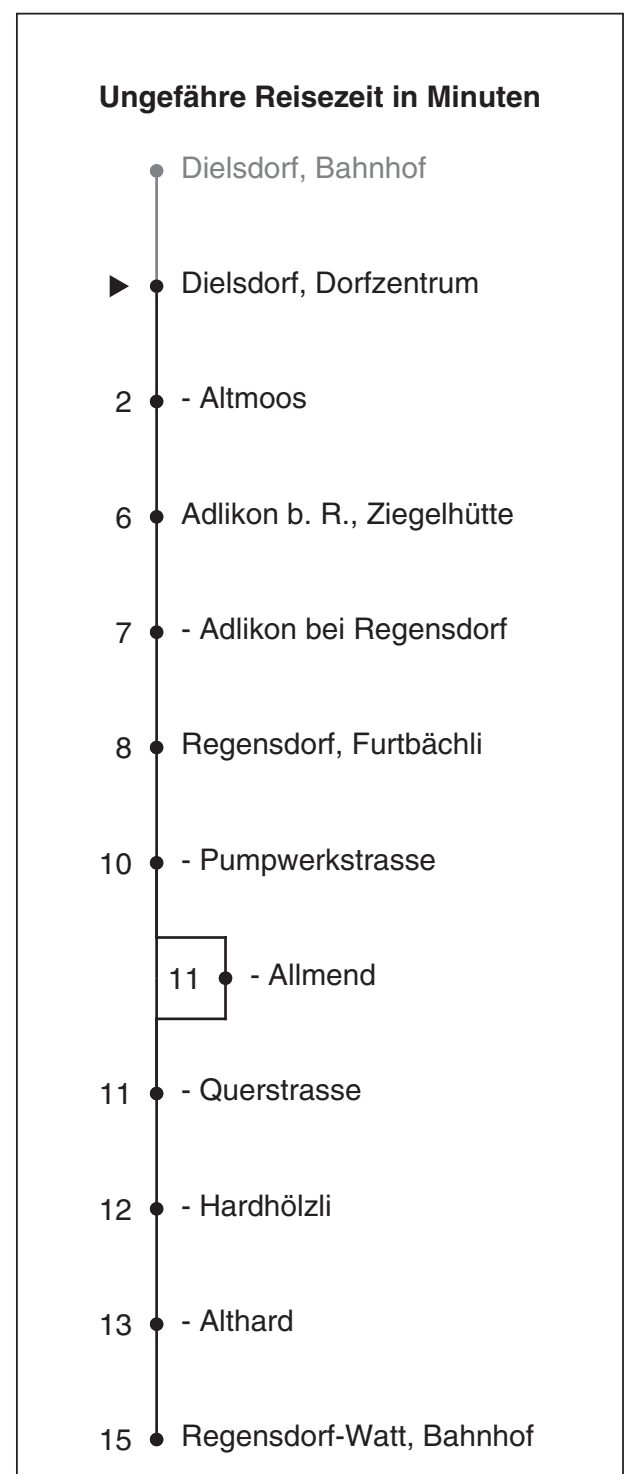 Ungefähre Reisezeit in Minuten
Dielsdorf, Bahnhof
Dielsdorf, Dorfzentrum
2 - Altmoos
6 Adlikon b. R., Ziegelhütte
7 - Adlikon bei Regensdorf
8 Regensdorf, Furtbächli
10 - Pumpwerkstrasse
11 - Allmend
11 - Querstrasse
12 - Hardhölzli
13 - Althard
15 Regensdorf-Watt, Bahnhof